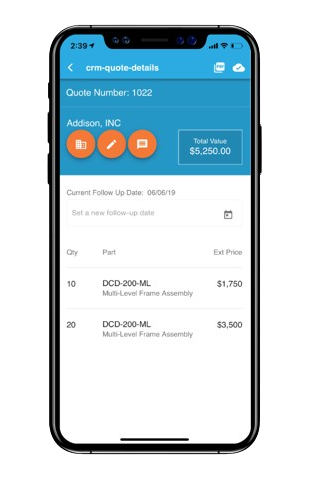 2:39
crm-quote-details
PDF
Quote Number: 1022
Addison, INC
Total Value
$5,250.00
Current Follow Up Date: 06/06/19
Set a new follow-up date
Qty Part Ext Price
10 DCD-200-ML $1,750
Multi-Level Frame Assembly
20 DCD-200-ML $3,500
Multi-Level Frame Assembly